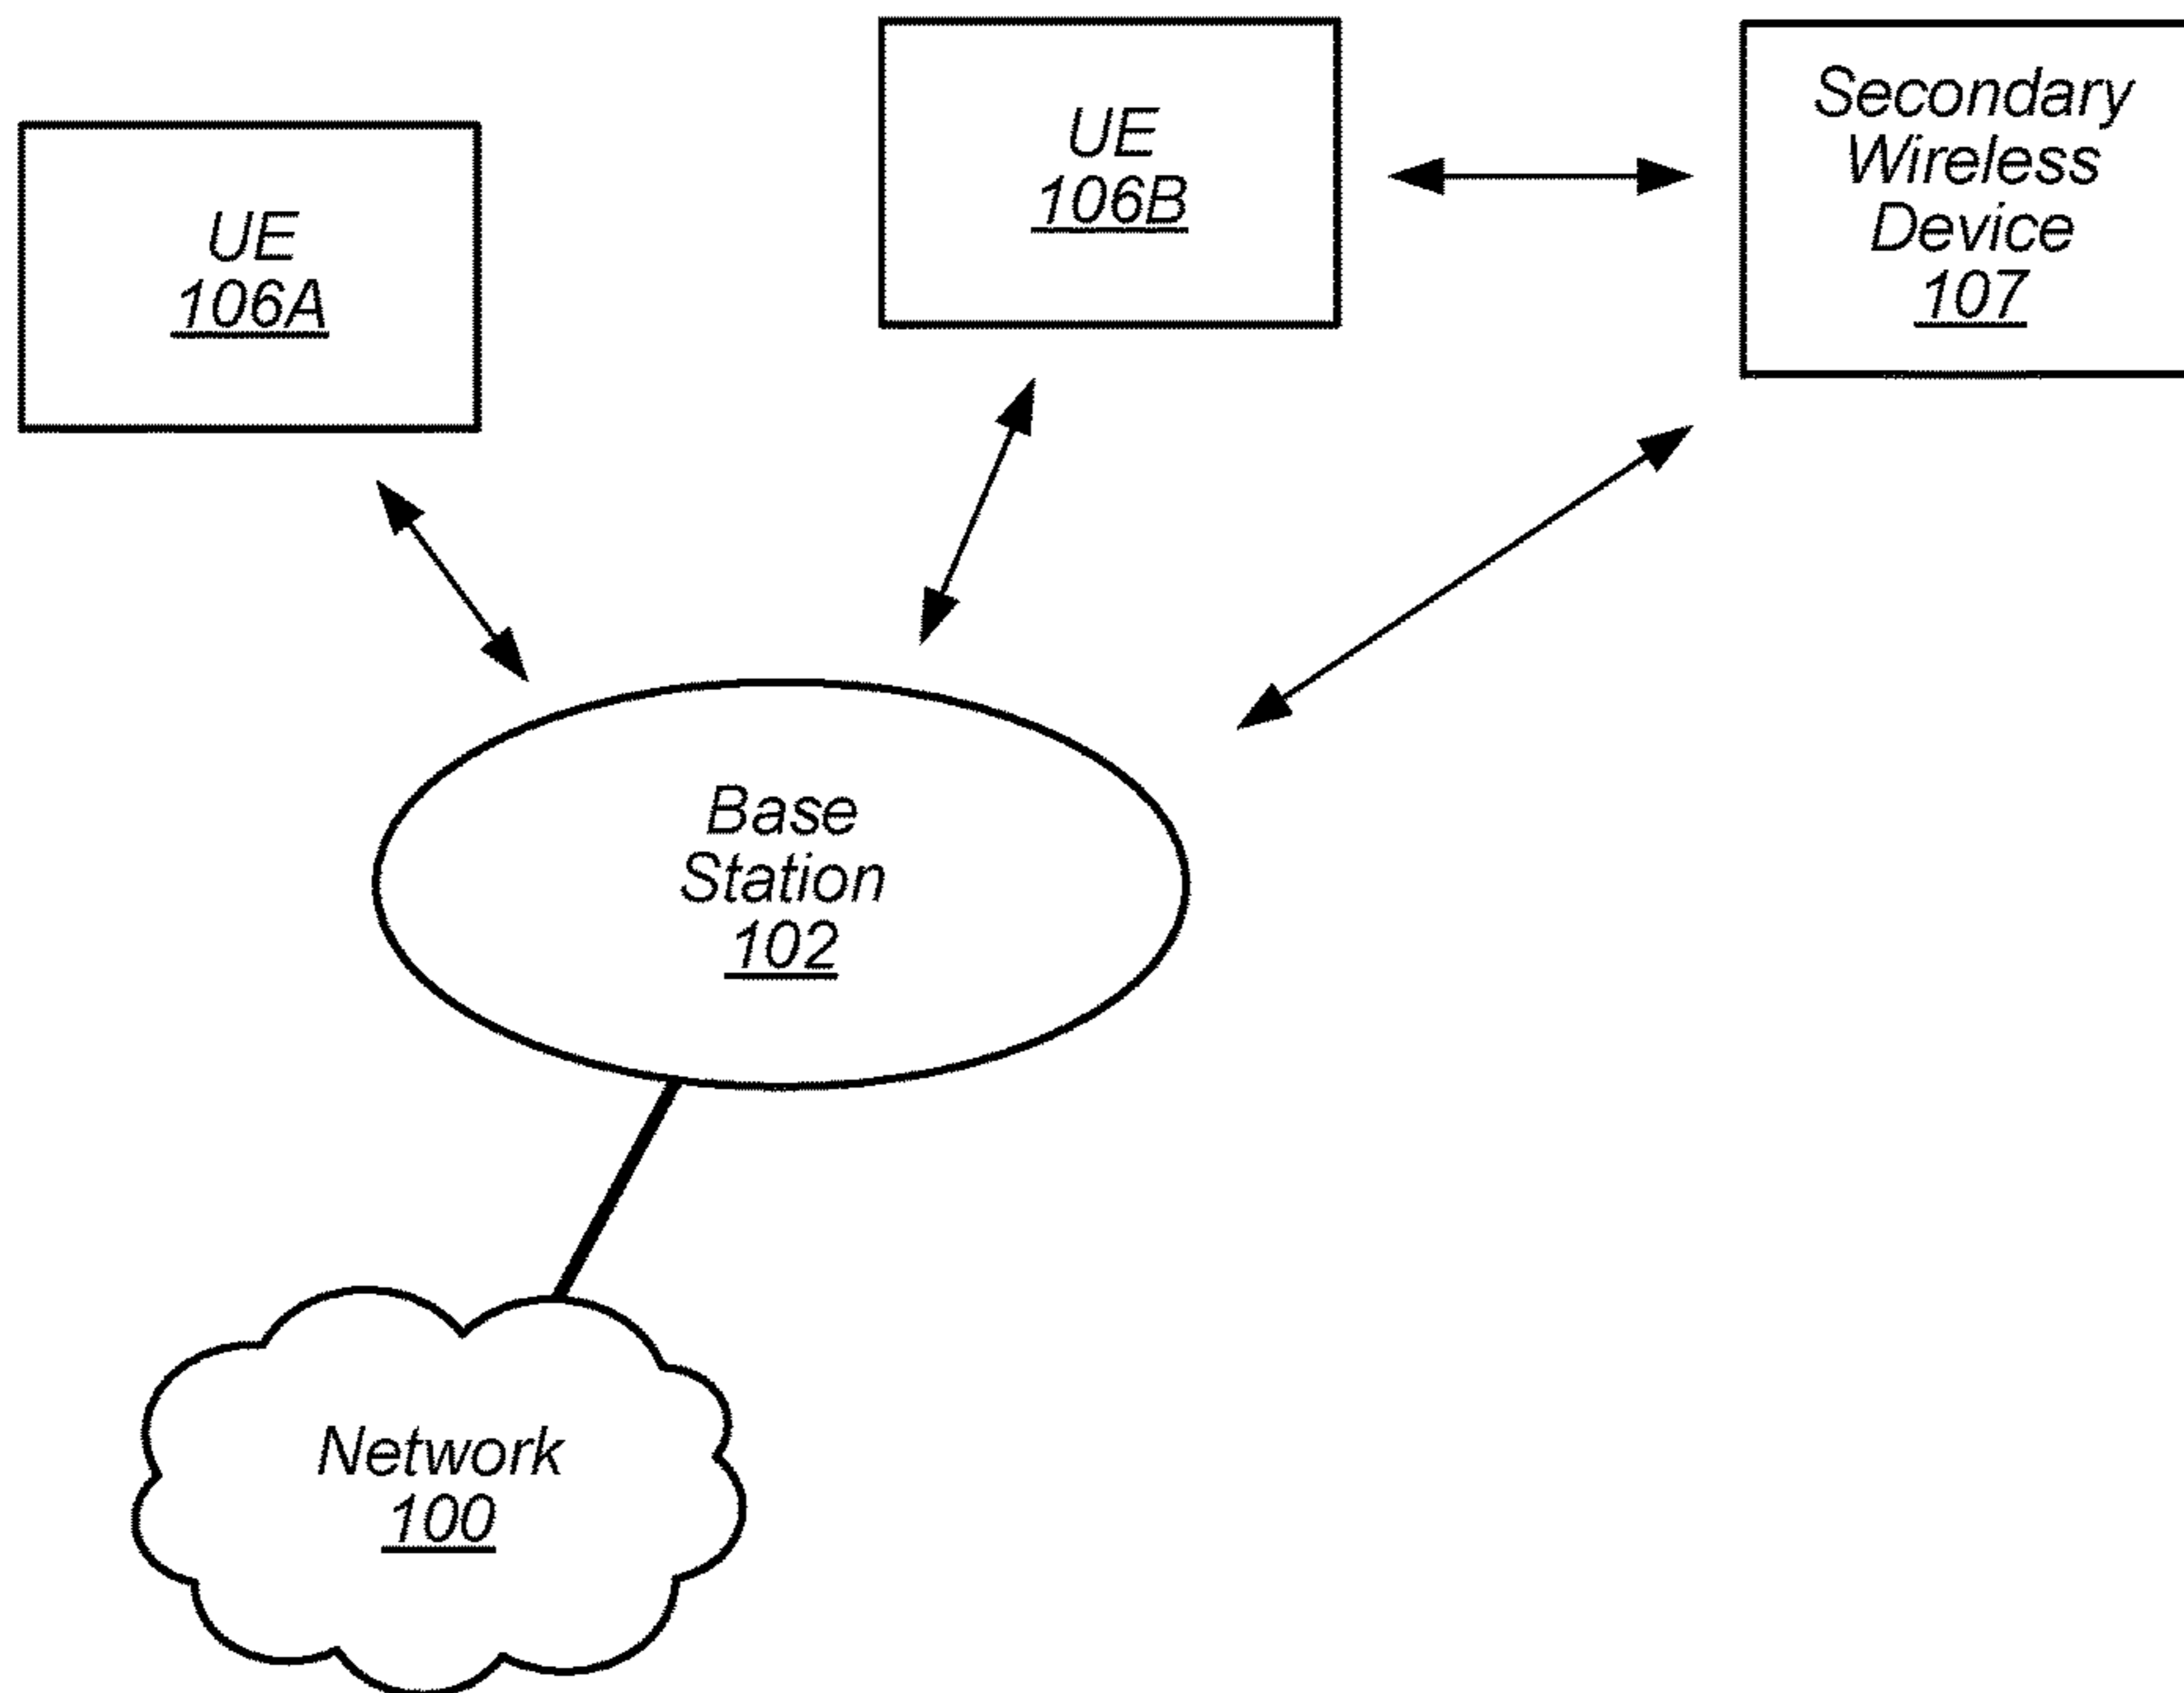 UE
106A
UE
106B
Secondary
Wireless
Device
107
Base
Station
102
Network
100